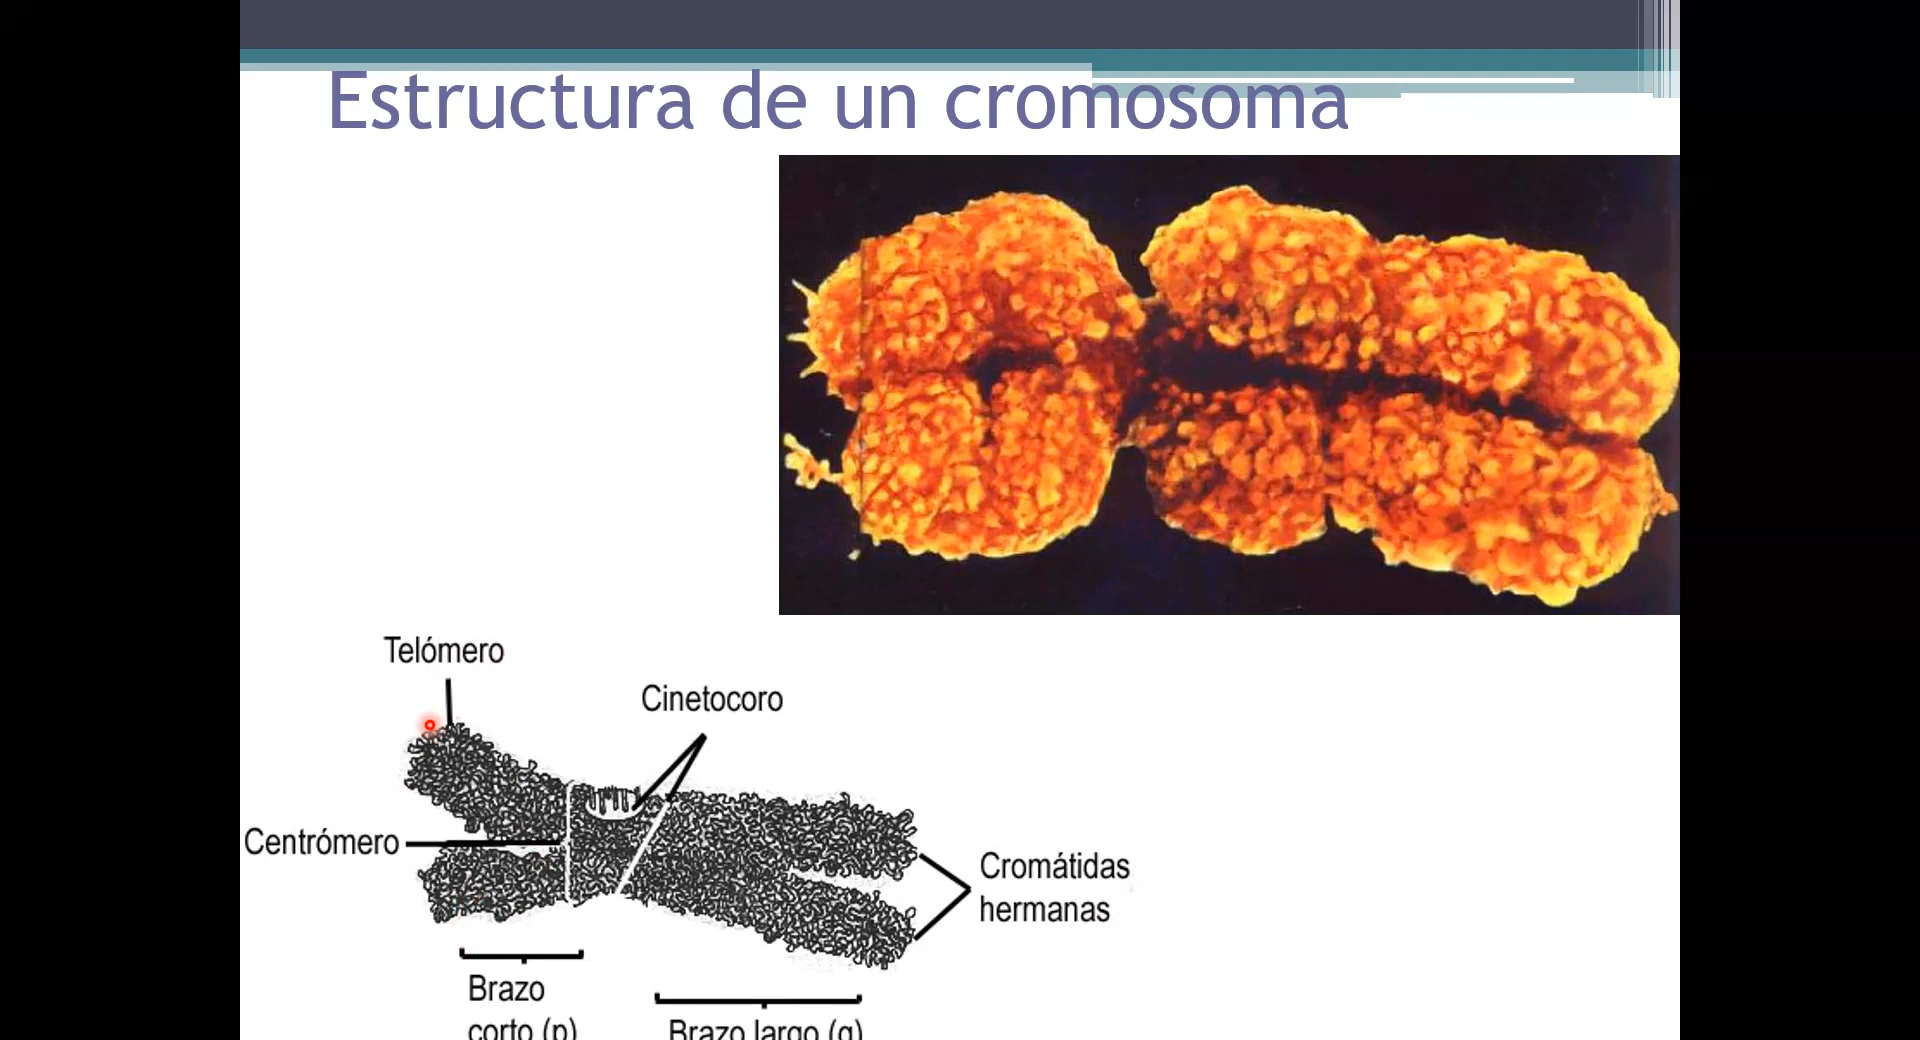 Estructura de un cromosoma
Telómero
Cinetocoro
Centrómero
Cromátidas
hermanas
Brazo
corto (p)
Brazo largo (q)